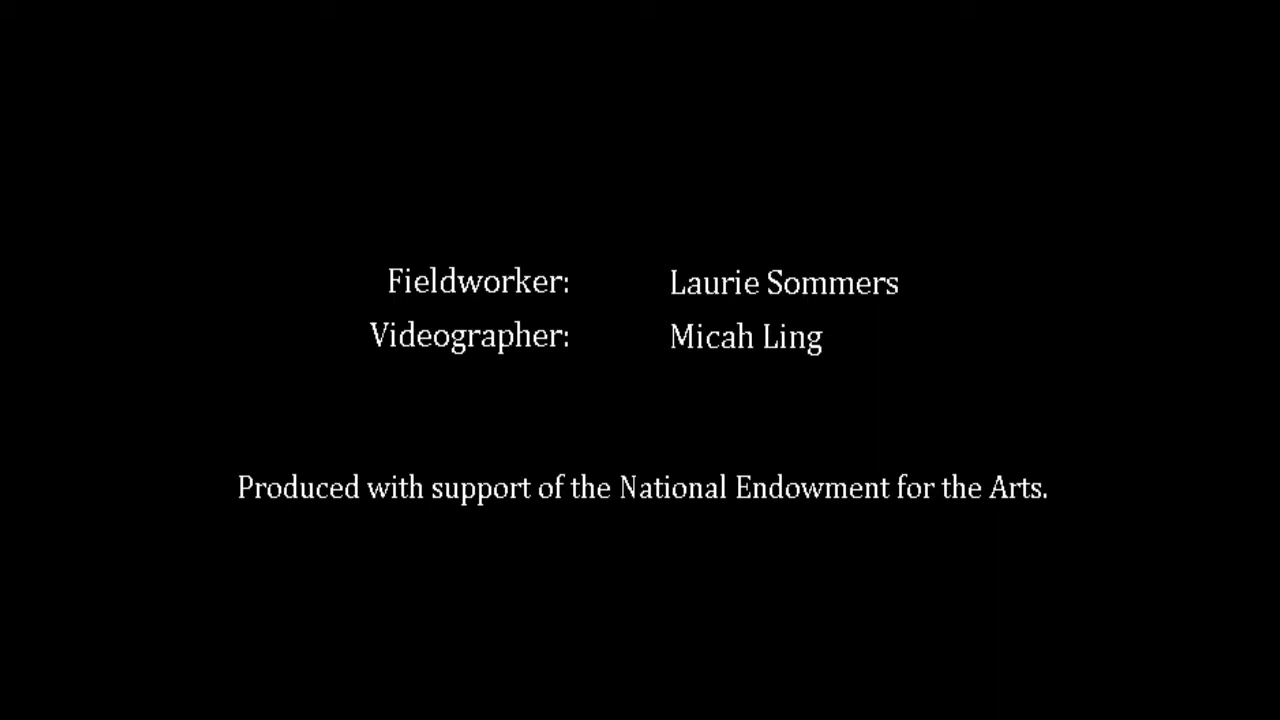 Fieldworker: Laurie Sommers
Videographer: Micah Ling
Produced with support of the National Endowment for the Arts.